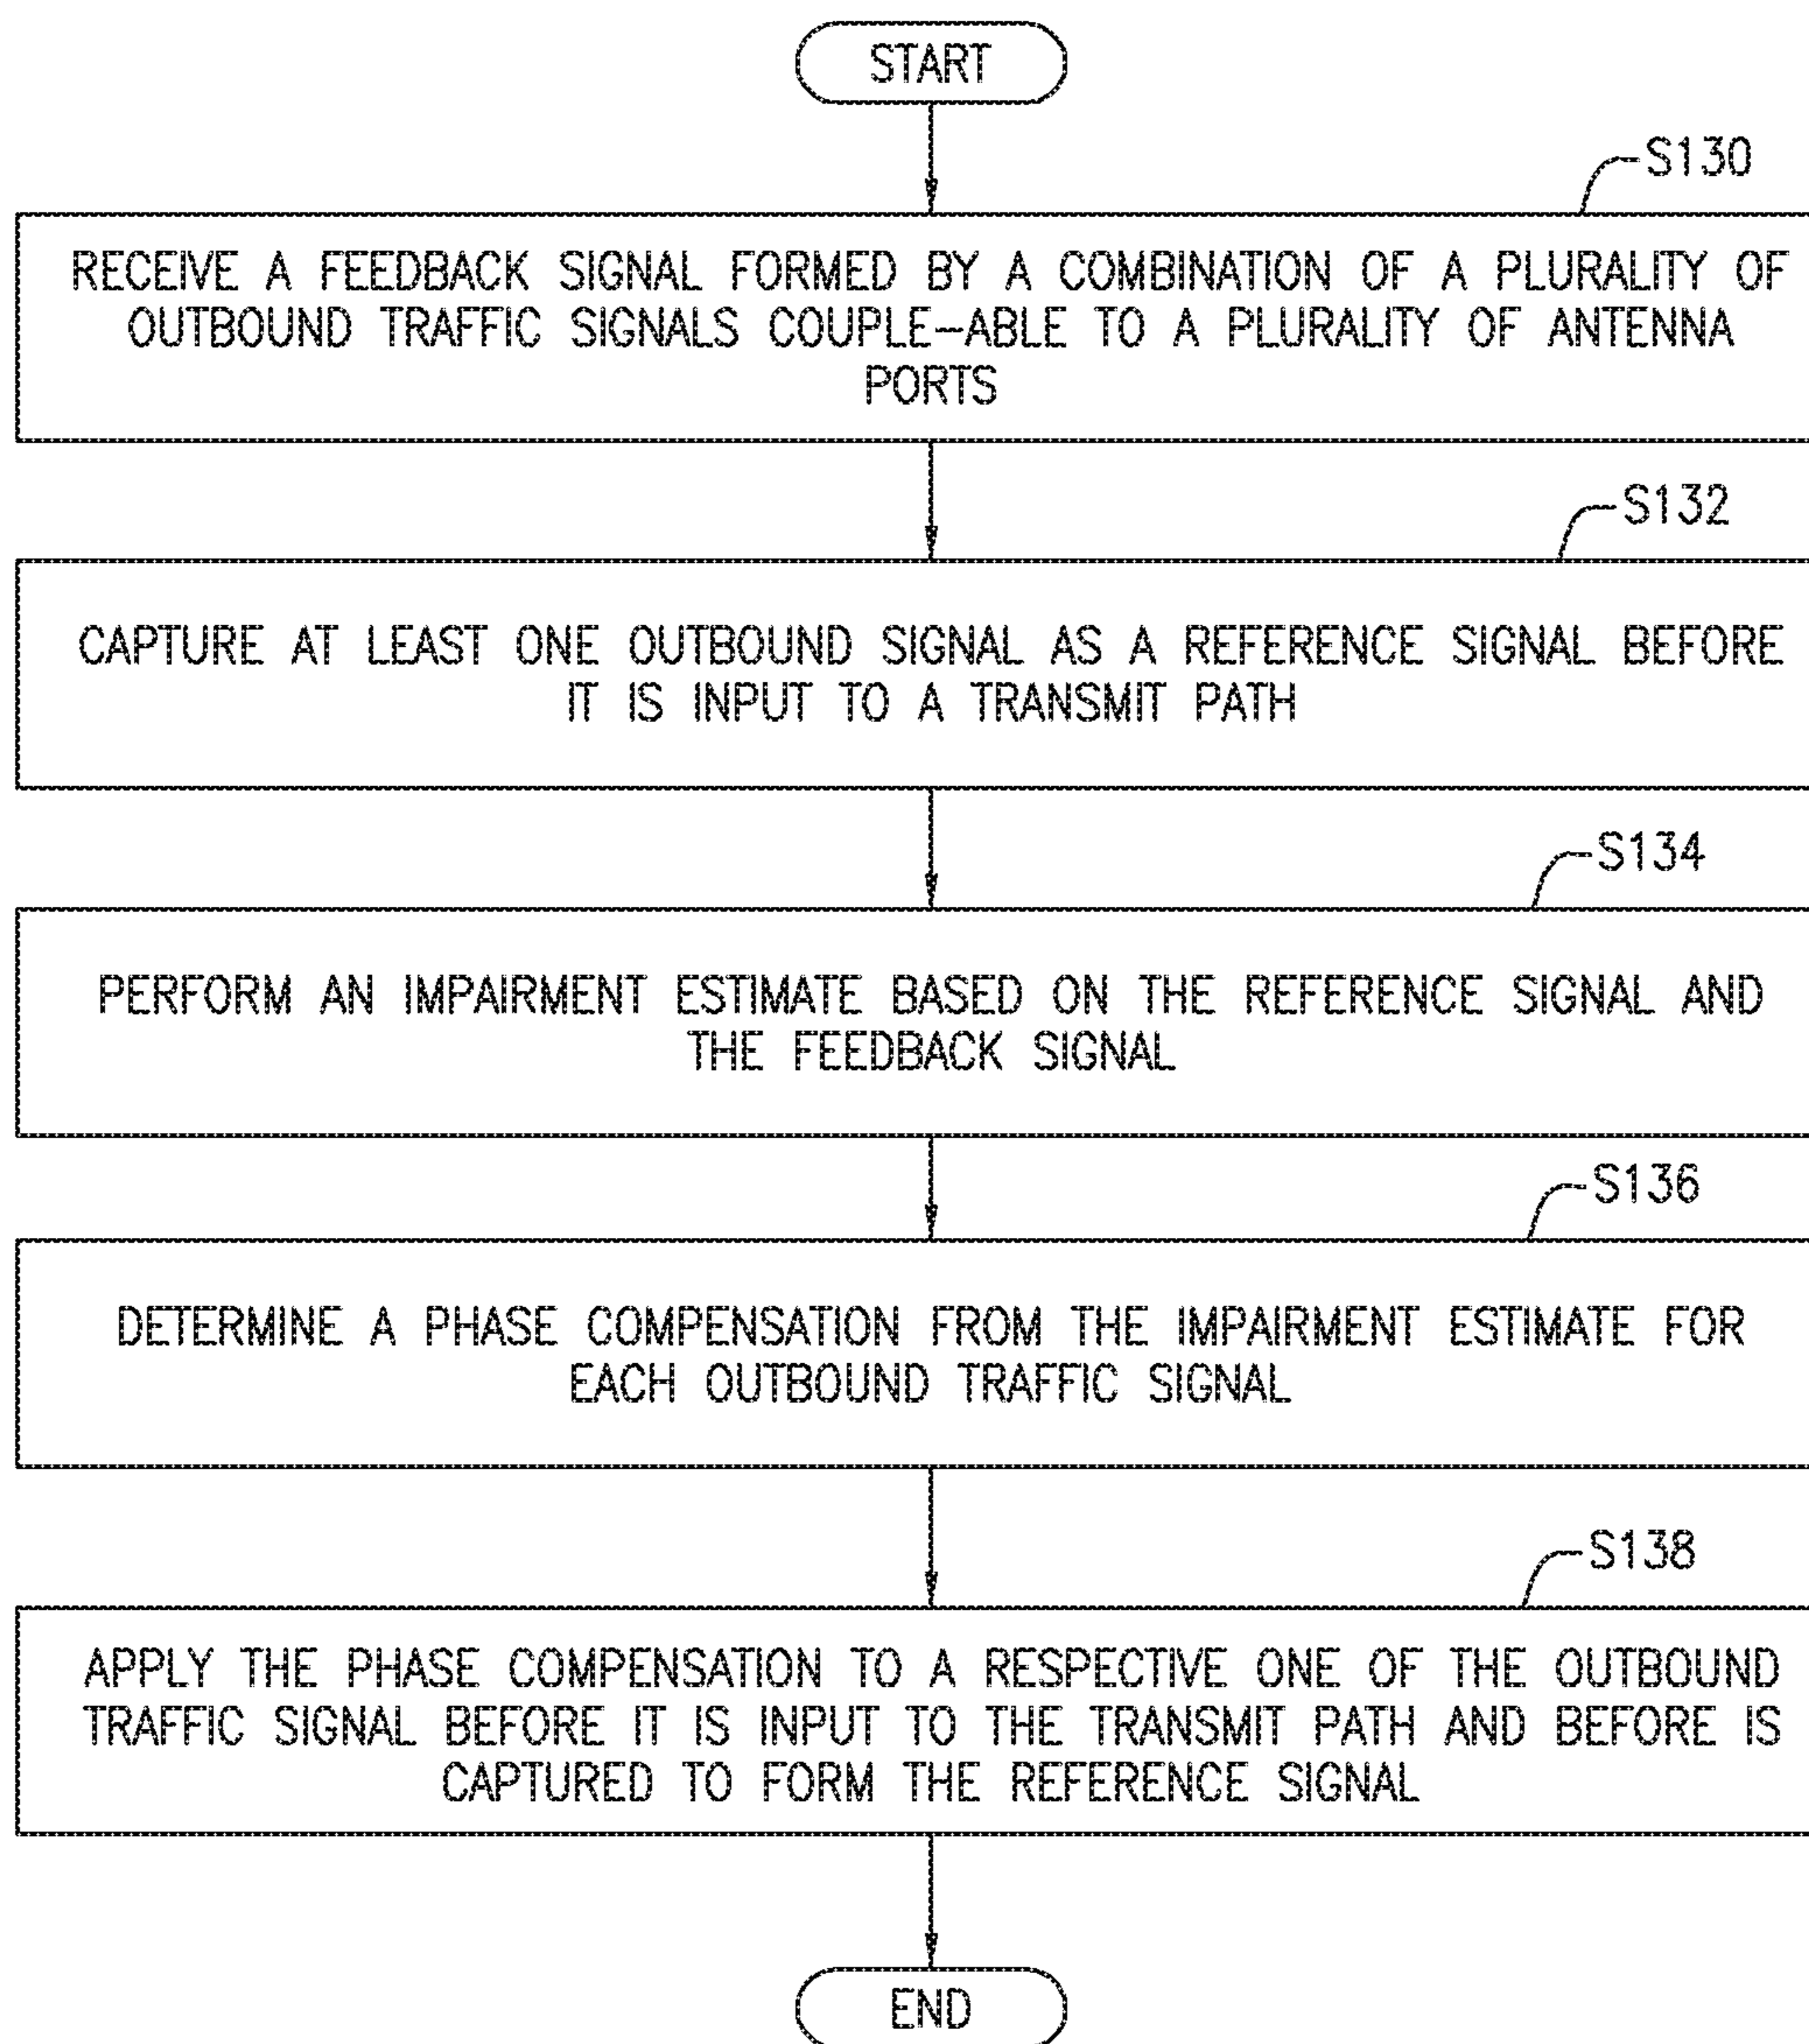 START
S130
RECEIVE A FEEDBACK SIGNAL FORMED BY A COMBINATION OF A PLURALITY OF
OUTBOUND TRAFFIC SIGNALS COUPLE-ABLE TO A PLURALITY OF ANTENNA
PORTS
S132
CAPTURE AT LEAST ONE OUTBOUND SIGNAL AS A REFERENCE SIGNAL BEFORE
IT IS INPUT TO A TRANSMIT PATH
S134
PERFORM AN IMPAIRMENT ESTIMATE BASED ON THE REFERENCE SIGNAL AND
THE FEEDBACK SIGNAL
S136
DETERMINE A PHASE COMPENSATION FROM THE IMPAIRMENT ESTIMATE FOR
EACH OUTBOUND TRAFFIC SIGNAL
S138
APPLY THE PHASE COMPENSATION TO A RESPECTIVE ONE OF THE OUTBOUND
TRAFFIC SIGNAL BEFORE IT IS INPUT TO THE TRANSMIT PATH AND BEFORE IS
CAPTURED TO FORM THE REFERENCE SIGNAL
END